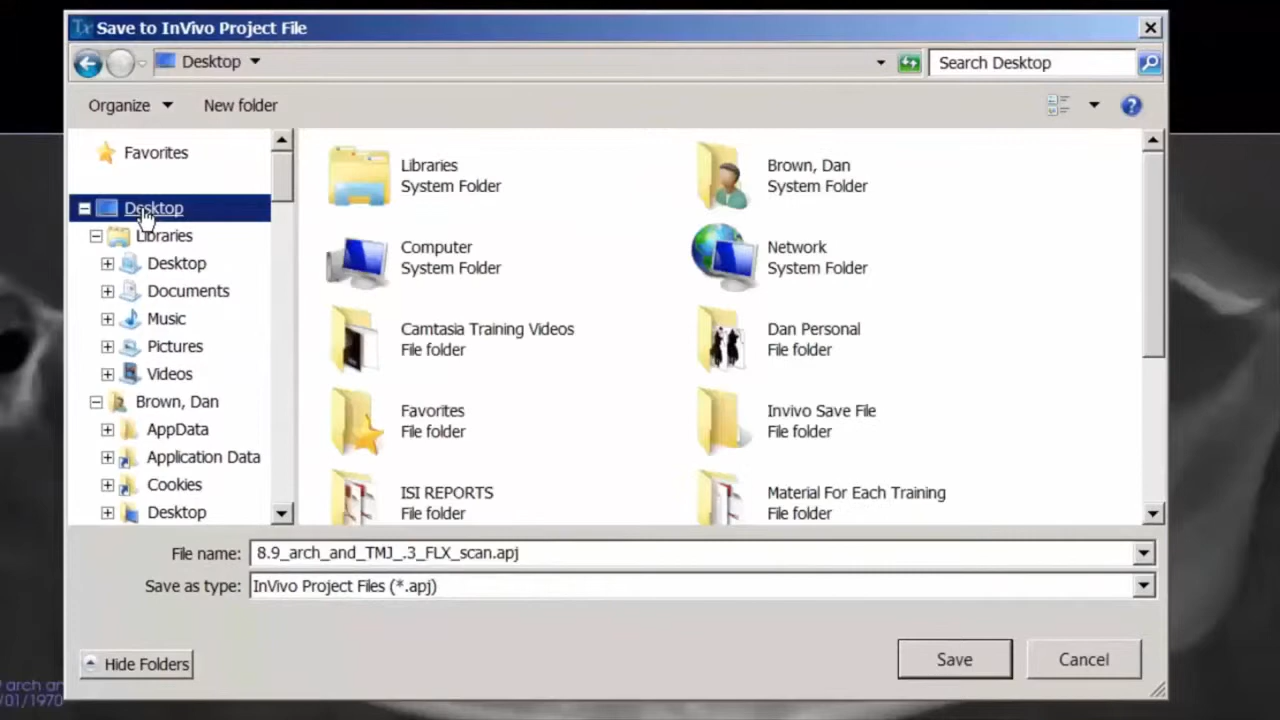 Save to InVivo Project File
Desktop
Search Desktop
Organize
New folder
Favorites
Desktop
Libraries
Desktop
Documents
Music
Pictures
Videos
Brown, Dan
AppData
Application Data
Cookies
Desktop
Libraries
System Folder
Brown, Dan
System Folder
Computer
System Folder
Network
System Folder
Camtasia Training Videos
File folder
Dan Personal
File folder
Favorites
File folder
Invivo Save File
File folder
ISI REPORTS
File folder
Material For Each Training
File folder
File name: 8.9_arch_and_TMJ_.3_FLX_scan.apj
Save as type: InVivo Project Files (*.apj)
Hide Folders
Save
Cancel
arch an
/01/1970